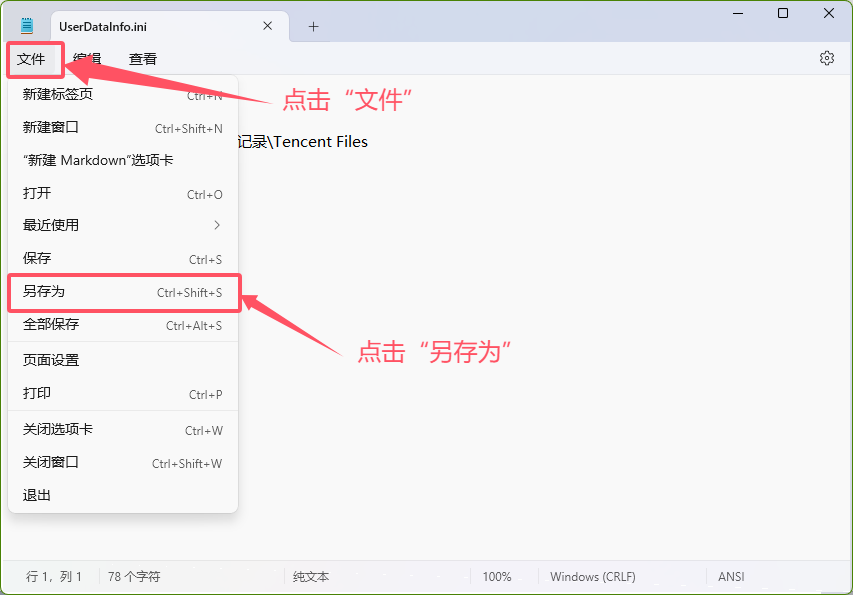 UserDataInfo.ini
文件 编辑 查看
点击“文件”
新建标签页 Ctrl+N
新建窗口 Ctrl+Shift+N
记录\Tencent Files
“新建 Markdown”选项卡
打开 Ctrl+O
最近使用
保存 Ctrl+S
另存为 Ctrl+Shift+S
全部保存 Ctrl+Alt+S
点击“另存为”
页面设置
打印 Ctrl+P
关闭选项卡 Ctrl+W
关闭窗口 Ctrl+Shift+W
退出
行 1，列 1 78 个字符 纯文本 100% Windows (CRLF) ANSI